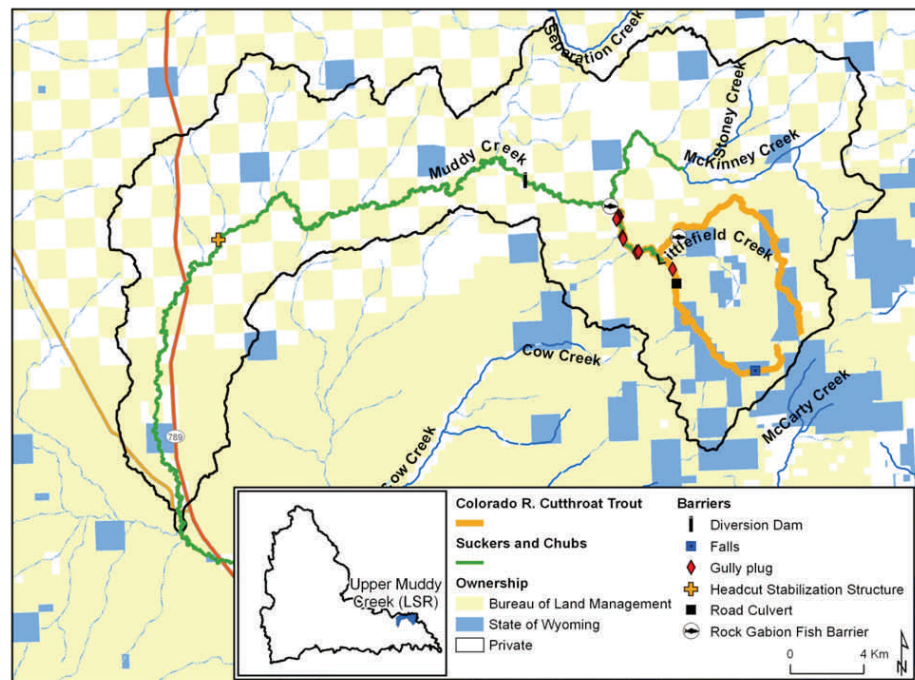 Separation Creek
Stoney Creek
McKinney Creek
Muddy Creek
Littlefield Creek
Cow Creek
McCarty Creek
Cow Creek
789
Upper Muddy
Creek (LSR)
Colorado R. Cutthroat Trout
Suckers and Chubs
Ownership
Bureau of Land Management
State of Wyoming
Private
Barriers
Diversion Dam
Falls
Gully plug
Headcut Stabilization Structure
Road Culvert
Rock Gabion Fish Barrier
0 4 Km
N